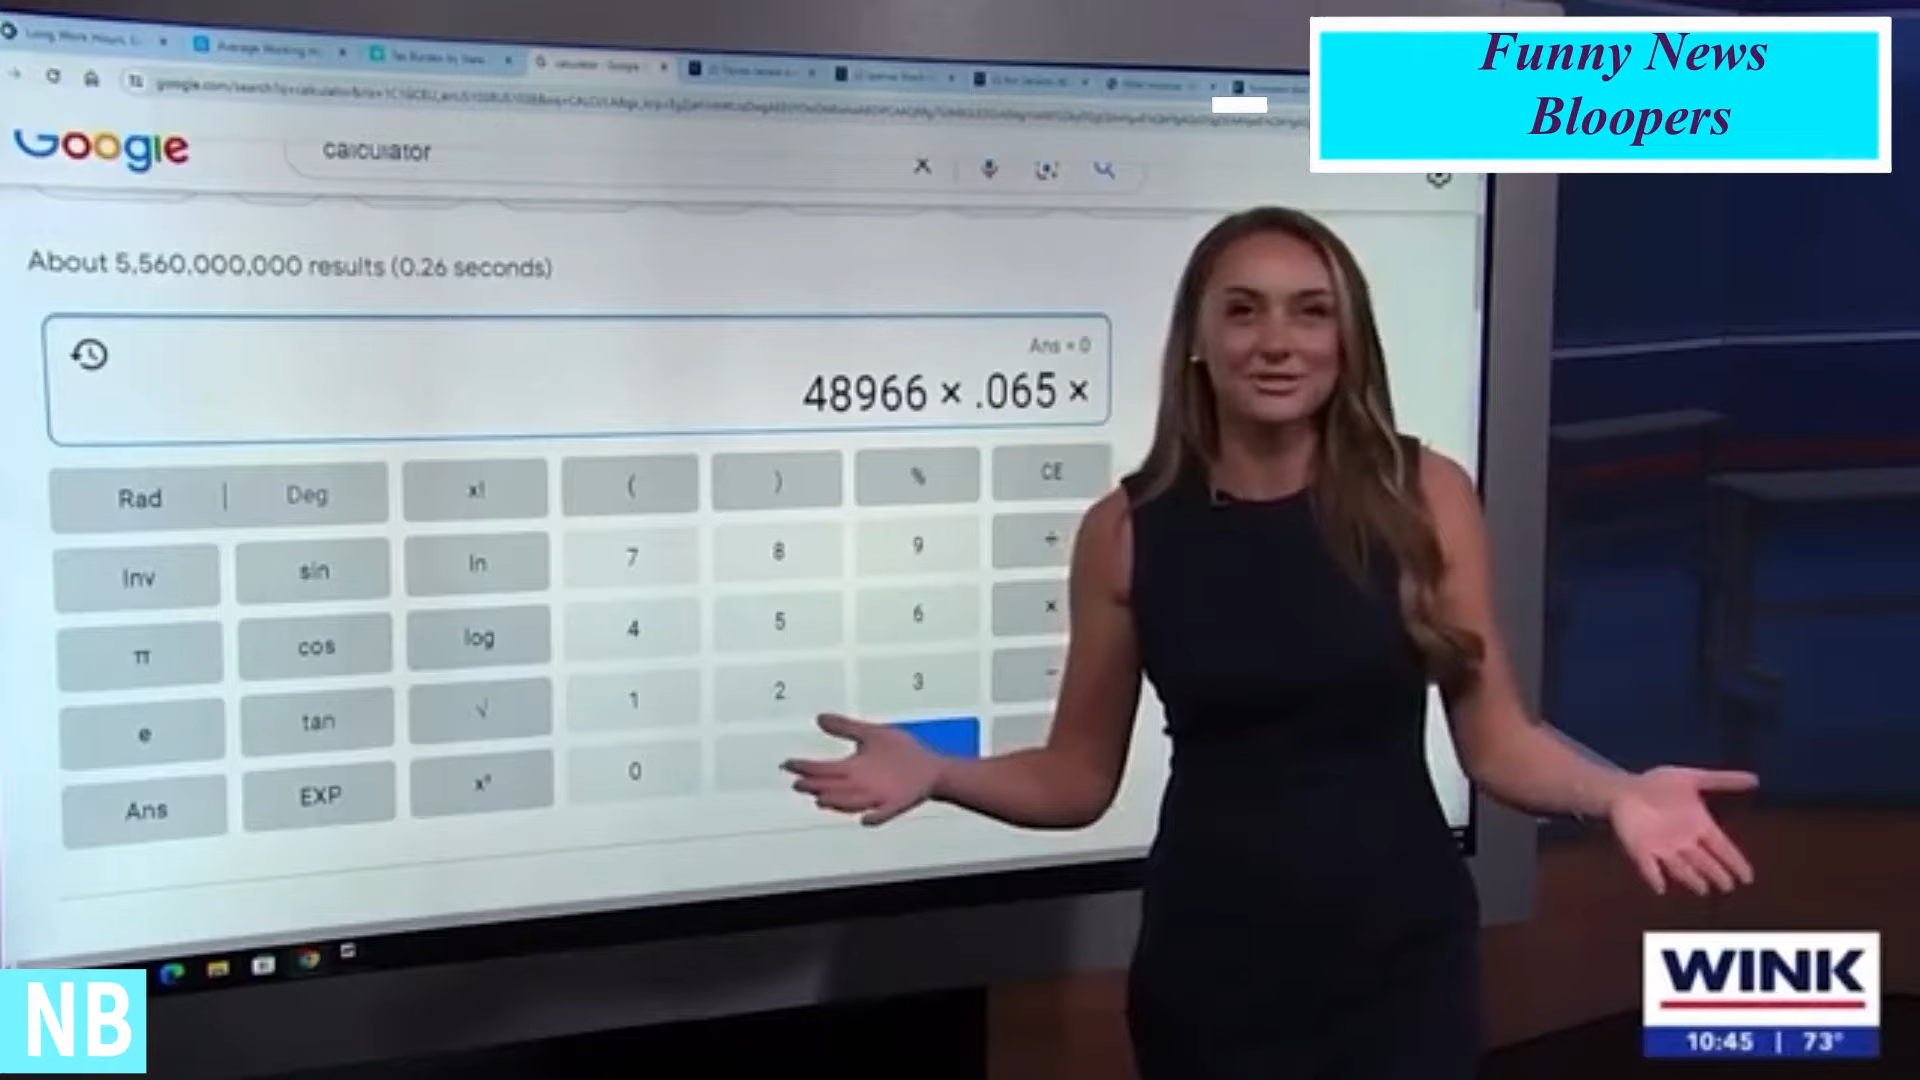 Funny News
Bloopers
Google
calculator
About 5,560,000,000 results (0.26 seconds)
Ans = 0
48966 × .065 ×
Rad | Deg x! ( ) % CE
Inv sin ln 7 8 9 ÷
π cos log 4 5 6 ×
e tan √ 1 2 3 −
Ans EXP 0
NB
WINK
10:45 | 73°